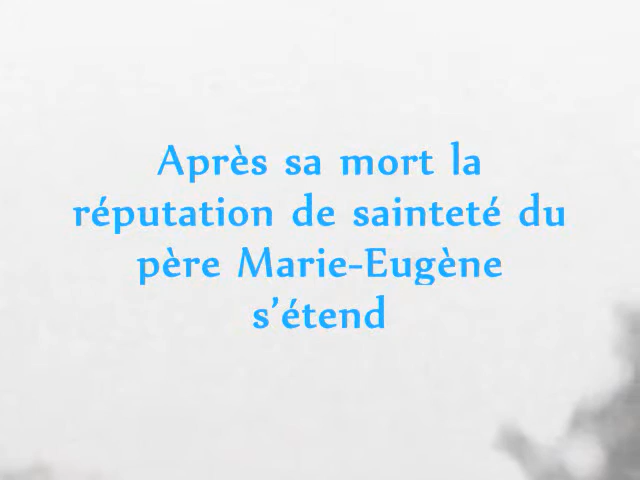 Après sa mort la
réputation de sainteté du
père Marie-Eugène
s’étend